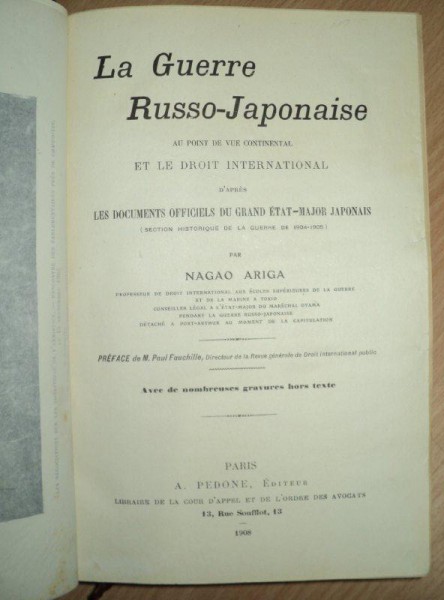 La Guerre
Russo-Japonaise
AU POINT DE VUE CONTINENTAL
ET LE DROIT INTERNATIONAL
D'APRÈS
LES DOCUMENTS OFFICIELS DU GRAND ÉTAT-MAJOR JAPONAIS
(SECTION HISTORIQUE DE LA GUERRE DE 1904-1905)
PAR
NAGAO ARIGA
PROFESSEUR DE DROIT INTERNATIONAL AUX ÉCOLES SUPÉRIEURES DE LA GUERRE
ET DE LA MARINE A TOKIO
CONSEILLER LÉGAL A L'ÉTAT-MAJOR DU MARÉCHAL OYAMA
PENDANT LA GUERRE RUSSO-JAPONAISE
DÉTACHÉ A PORT-ARTHUR AU MOMENT DE LA CAPITULATION
PRÉFACE de M. Paul Fauchille, Directeur de la Revue générale de Droit international public
Avec de nombreuses gravures hors texte
PARIS
A. PEDONE, ÉDITEUR
LIBRAIRE DE LA COUR D'APPEL ET DE L'ORDRE DES AVOCATS
13, Rue Soufflot, 13
1908